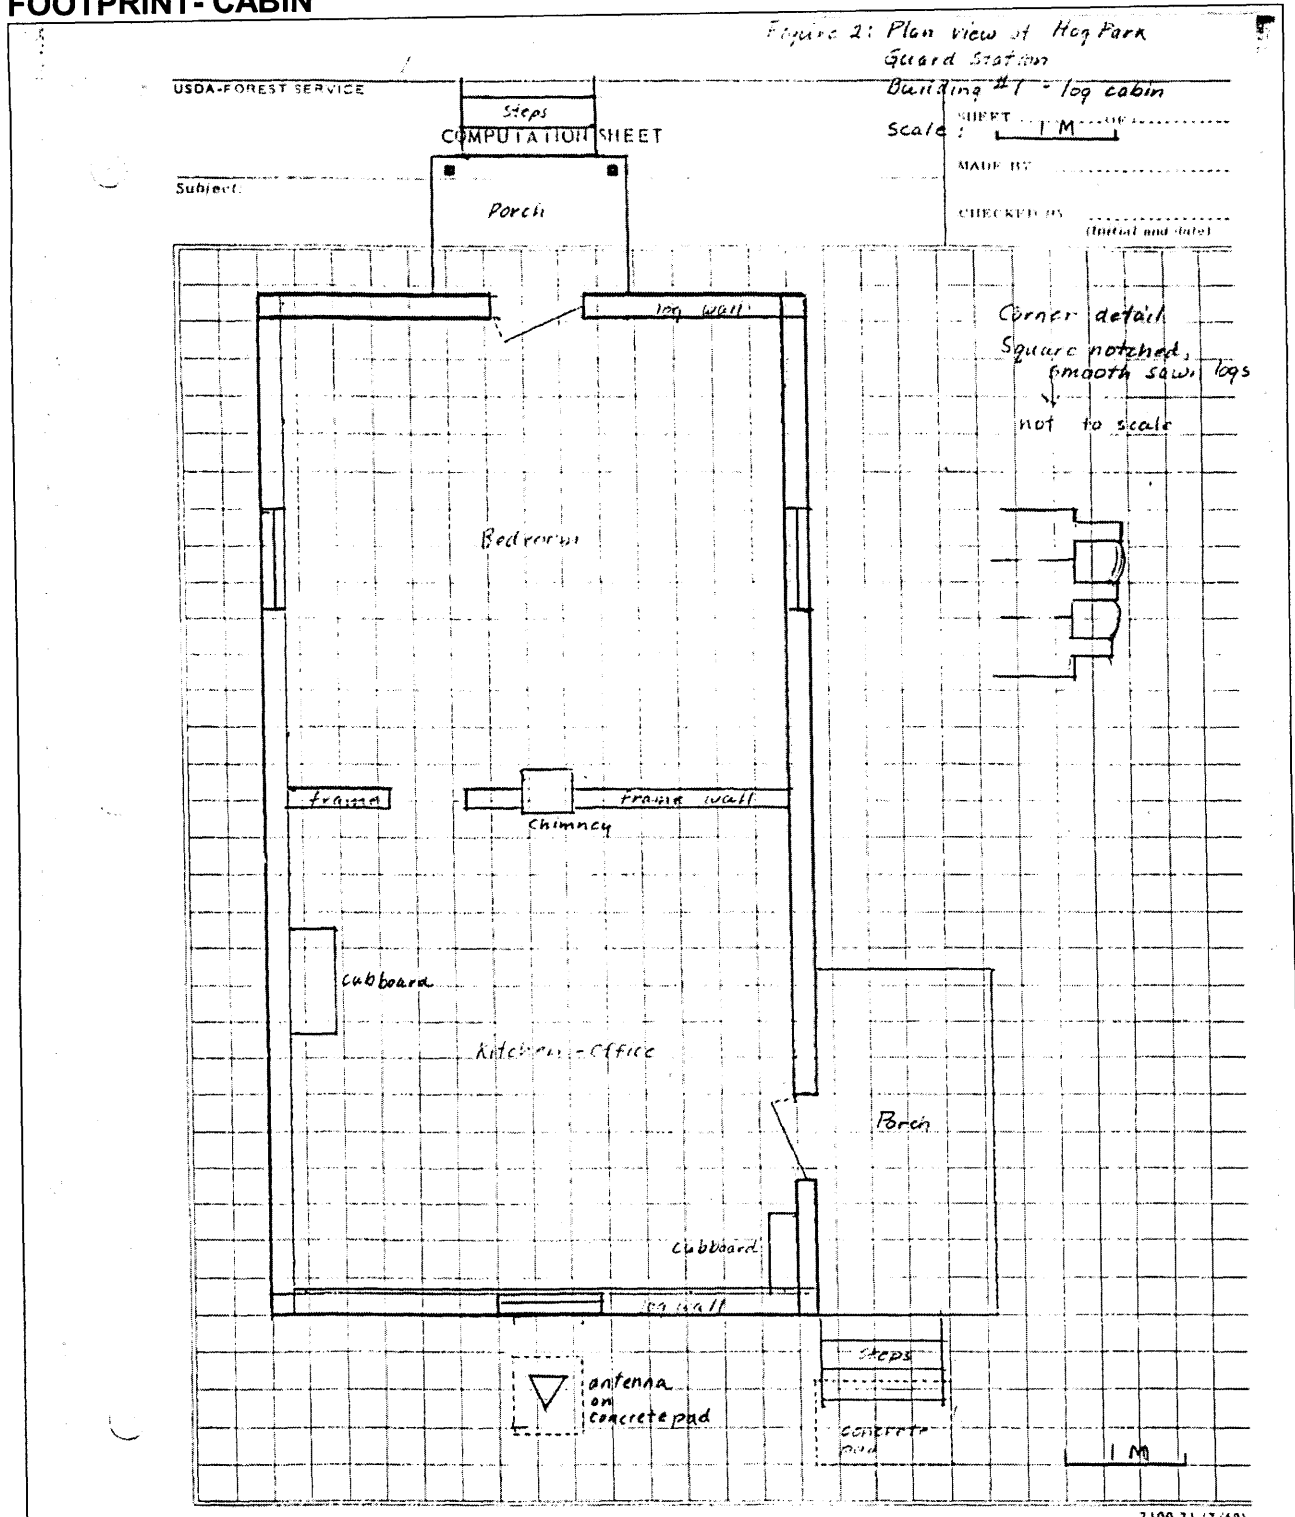 FOOTPRINT- CABIN
Figure 2: Plan view of Hog Park
Guard Station
Building #1 - log cabin
Scale : 1 M
USDA-FOREST SERVICE
Steps
COMPUTATION SHEET
SHEET ........... OF ...........
MADE BY ....................
Subject:
CHECKED BY ....................
(Initial and date)
Porch
log wall
Corner detail
Square notched,
smooth sawn logs
not to scale
Bedroom
frame
frame wall
Chimney
Cubboard
Kitchen - Office
Porch
Cubboard
log wall
Steps
antenna
on
concrete pad
concrete
pad
1 M